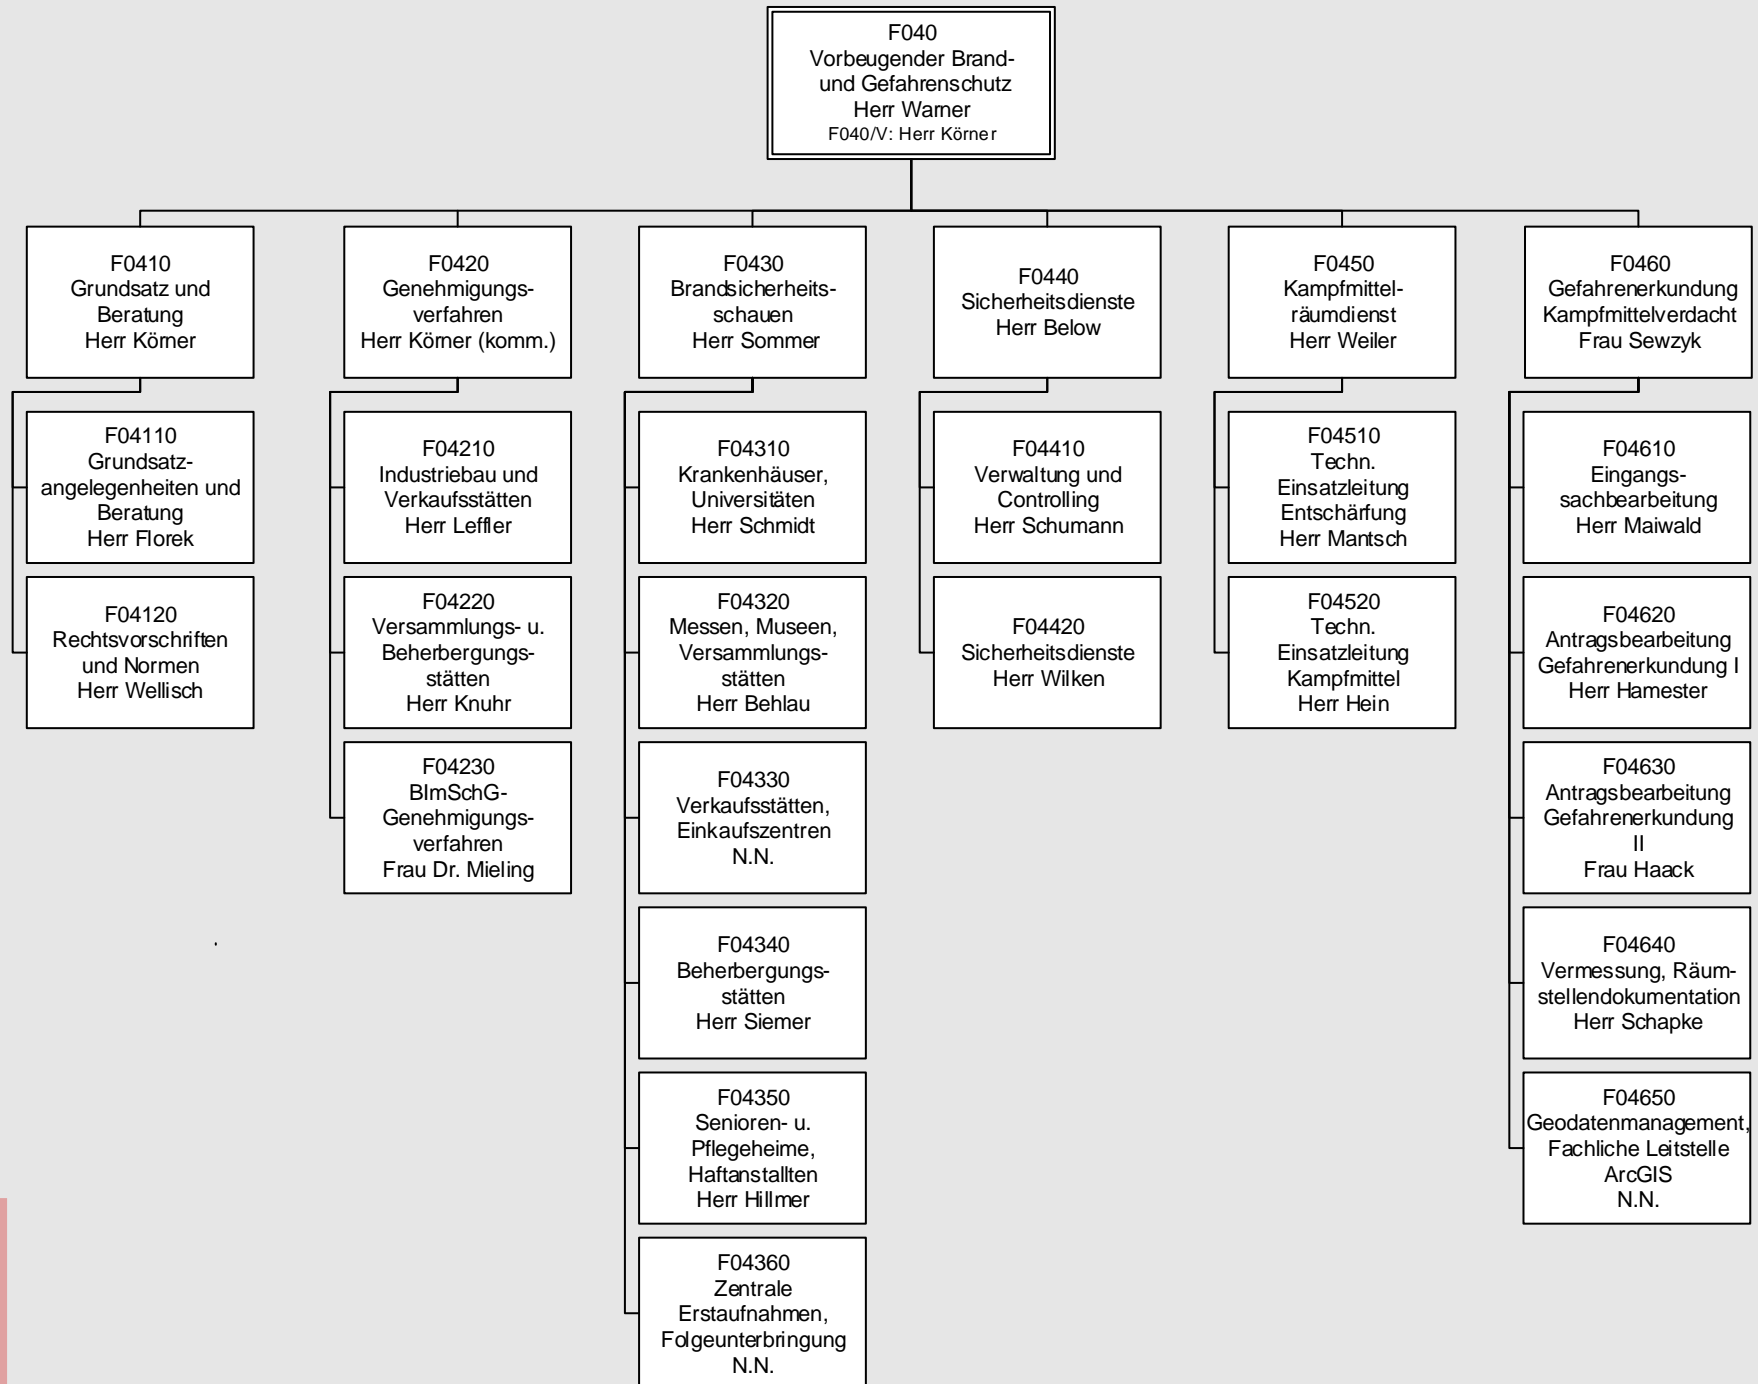 F040
Vorbeugender Brand-
und Gefahrenschutz
Herr Warner
F040/V: Herr Körner
F0410
Grundsatz und
Beratung
Herr Körner
F0420
Genehmigungs-
verfahren
Herr Körner (komm.)
F0430
Brandsicherheits-
schauen
Herr Sommer
F0440
Sicherheitsdienste
Herr Below
F0450
Kampfmittel-
räumdienst
Herr Weiler
F0460
Gefahrenerkundung
Kampfmittelverdacht
Frau Sewzyk
F04110
Grundsatz-
angelegenheiten und
Beratung
Herr Florek
F04120
Rechtsvorschriften
und Normen
Herr Wellisch
F04210
Industriebau und
Verkaufsstätten
Herr Leffler
F04220
Versammlungs- u.
Beherbergungs-
stätten
Herr Knuhr
F04230
BImSchG-
Genehmigungs-
verfahren
Frau Dr. Mieling
F04310
Krankenhäuser,
Universitäten
Herr Schmidt
F04320
Messen, Museen,
Versammlungs-
stätten
Herr Behlau
F04330
Verkaufsstätten,
Einkaufszentren
N.N.
F04340
Beherbergungs-
stätten
Herr Siemer
F04350
Senioren- u.
Pflegeheime,
Haftanstallten
Herr Hillmer
F04360
Zentrale
Erstaufnahmen,
Folgeunterbringung
N.N.
F04410
Verwaltung und
Controlling
Herr Schumann
F04420
Sicherheitsdienste
Herr Wilken
F04510
Techn.
Einsatzleitung
Entschärfung
Herr Mantsch
F04520
Techn.
Einsatzleitung
Kampfmittel
Herr Hein
F04610
Eingangs-
sachbearbeitung
Herr Maiwald
F04620
Antragsbearbeitung
Gefahrenerkundung I
Herr Hamester
F04630
Antragsbearbeitung
Gefahrenerkundung
II
Frau Haack
F04640
Vermessung, Räum-
stellendokumentation
Herr Schapke
F04650
Geodatenmanagement,
Fachliche Leitstelle
ArcGIS
N.N.